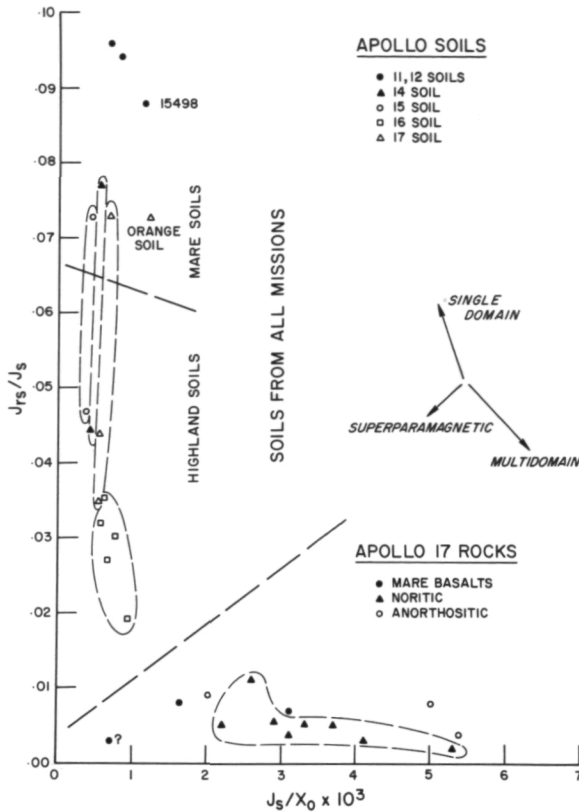 APOLLO SOILS
● 11,12 SOILS
▲ 14 SOIL
○ 15 SOIL
□ 16 SOIL
△ 17 SOIL
15498
ORANGE
SOIL
MARE SOILS
HIGHLAND SOILS
SOILS FROM ALL MISSIONS
SINGLE
DOMAIN
SUPERPARAMAGNETIC
MULTIDOMAIN
APOLLO 17 ROCKS
● MARE BASALTS
▲ NORITIC
○ ANORTHOSITIC
?
Jrs/Js
.10
.09
.08
.07
.06
.05
.04
.03
.02
.01
.00
0 1 2 3 4 5 6 7
Js/X0 x 10³